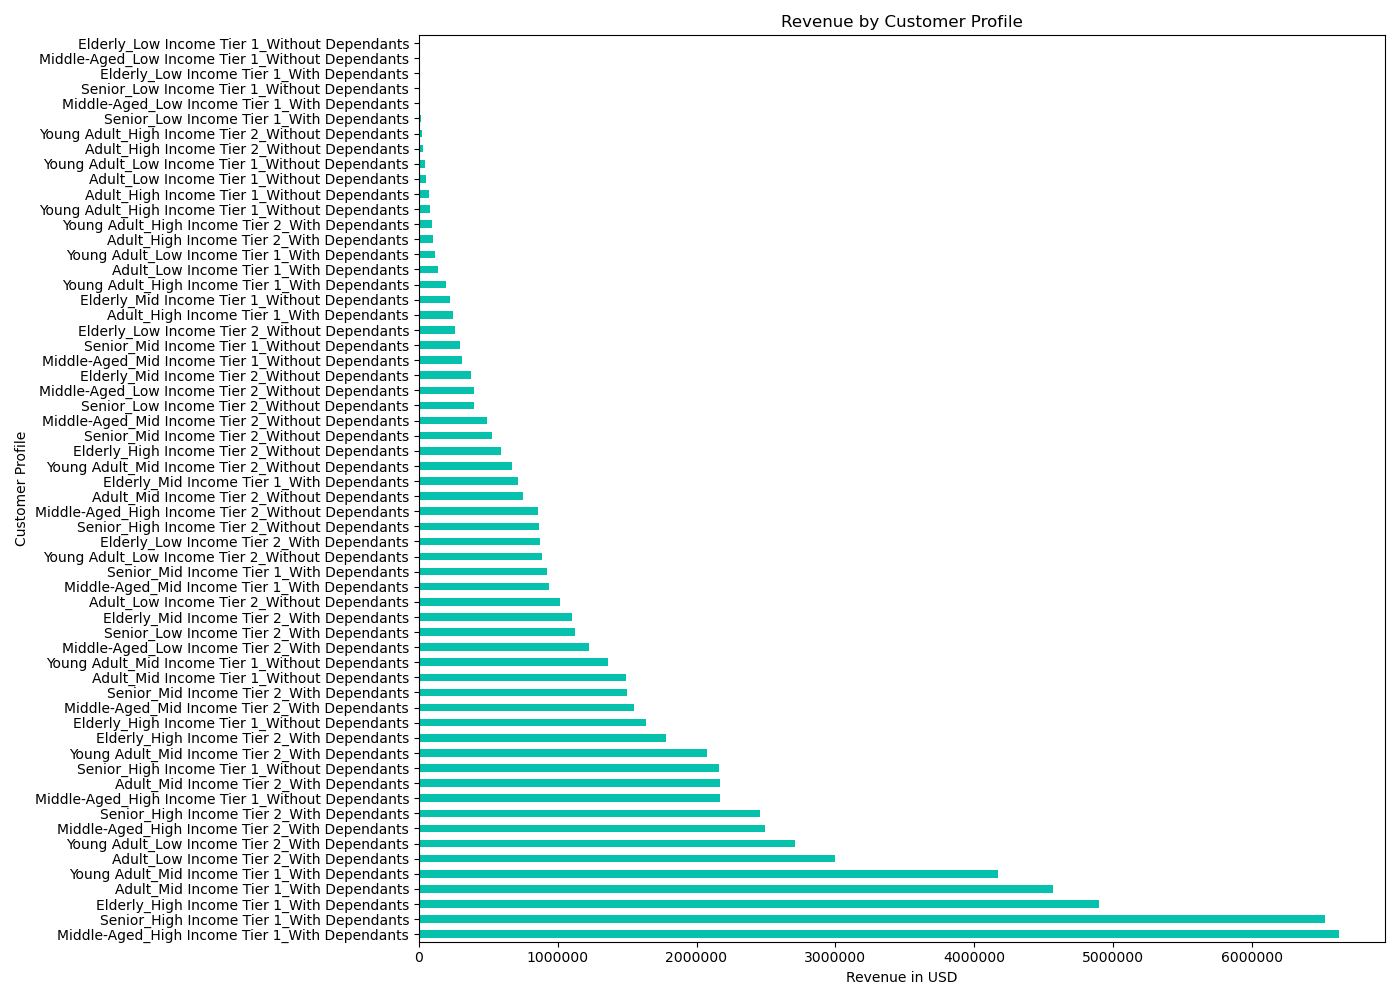 Revenue by Customer Profile
Elderly_Low Income Tier 1_Without Dependants
Middle-Aged_Low Income Tier 1_Without Dependants
Elderly_Low Income Tier 1_With Dependants
Senior_Low Income Tier 1_Without Dependants
Middle-Aged_Low Income Tier 1_With Dependants
Senior_Low Income Tier 1_With Dependants
Young Adult_High Income Tier 2_Without Dependants
Adult_High Income Tier 2_Without Dependants
Young Adult_Low Income Tier 1_Without Dependants
Adult_Low Income Tier 1_Without Dependants
Adult_High Income Tier 1_Without Dependants
Young Adult_High Income Tier 1_Without Dependants
Young Adult_High Income Tier 2_With Dependants
Adult_High Income Tier 2_With Dependants
Young Adult_Low Income Tier 1_With Dependants
Adult_Low Income Tier 1_With Dependants
Young Adult_High Income Tier 1_With Dependants
Elderly_Mid Income Tier 1_Without Dependants
Adult_High Income Tier 1_With Dependants
Elderly_Low Income Tier 2_Without Dependants
Senior_Mid Income Tier 1_Without Dependants
Middle-Aged_Mid Income Tier 1_Without Dependants
Elderly_Mid Income Tier 2_Without Dependants
Middle-Aged_Low Income Tier 2_Without Dependants
Senior_Low Income Tier 2_Without Dependants
Middle-Aged_Mid Income Tier 2_Without Dependants
Senior_Mid Income Tier 2_Without Dependants
Elderly_High Income Tier 2_Without Dependants
Young Adult_Mid Income Tier 2_Without Dependants
Elderly_Mid Income Tier 1_With Dependants
Adult_Mid Income Tier 2_Without Dependants
Middle-Aged_High Income Tier 2_Without Dependants
Senior_High Income Tier 2_Without Dependants
Elderly_Low Income Tier 2_With Dependants
Young Adult_Low Income Tier 2_Without Dependants
Senior_Mid Income Tier 1_With Dependants
Middle-Aged_Mid Income Tier 1_With Dependants
Adult_Low Income Tier 2_Without Dependants
Elderly_Mid Income Tier 2_With Dependants
Senior_Low Income Tier 2_With Dependants
Middle-Aged_Low Income Tier 2_With Dependants
Young Adult_Mid Income Tier 1_Without Dependants
Adult_Mid Income Tier 1_Without Dependants
Senior_Mid Income Tier 2_With Dependants
Middle-Aged_Mid Income Tier 2_With Dependants
Elderly_High Income Tier 1_Without Dependants
Elderly_High Income Tier 2_With Dependants
Young Adult_Mid Income Tier 2_With Dependants
Senior_High Income Tier 1_Without Dependants
Adult_Mid Income Tier 2_With Dependants
Middle-Aged_High Income Tier 1_Without Dependants
Senior_High Income Tier 2_With Dependants
Middle-Aged_High Income Tier 2_With Dependants
Young Adult_Low Income Tier 2_With Dependants
Adult_Low Income Tier 2_With Dependants
Young Adult_Mid Income Tier 1_With Dependants
Adult_Mid Income Tier 1_With Dependants
Elderly_High Income Tier 1_With Dependants
Senior_High Income Tier 1_With Dependants
Middle-Aged_High Income Tier 1_With Dependants
Customer Profile
0 1000000 2000000 3000000 4000000 5000000 6000000
Revenue in USD